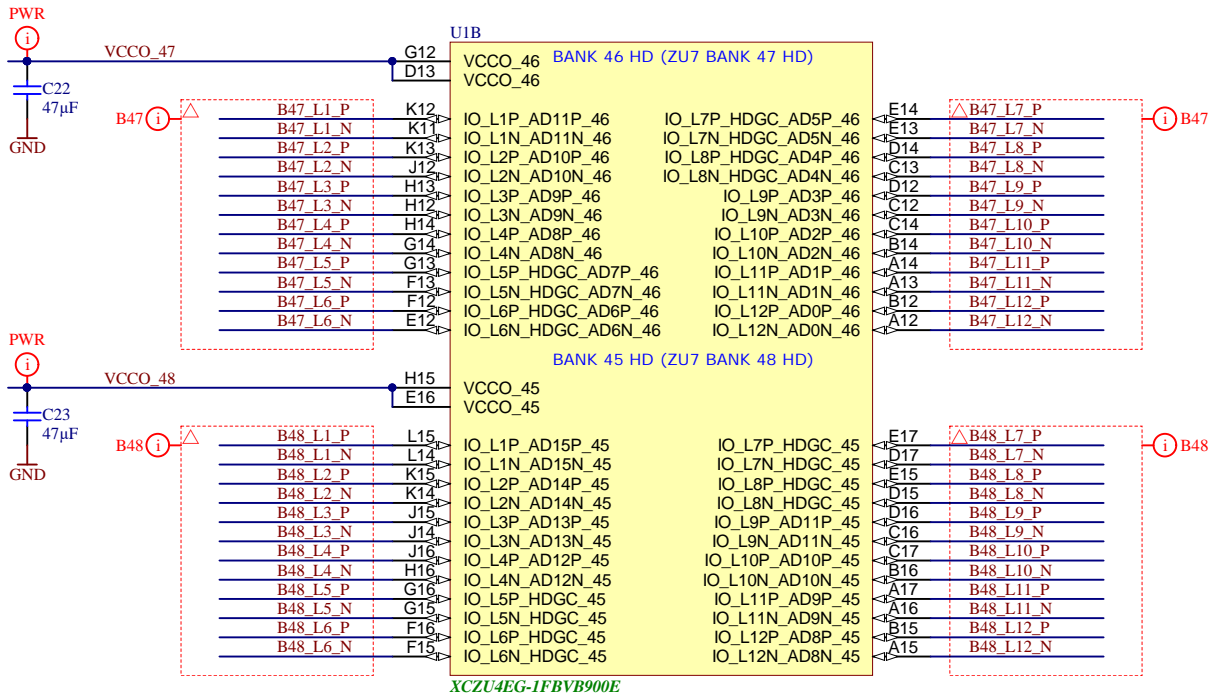 PWR
i
VCCO_47
C22
47µF
GND
U1B
BANK 46 HD (ZU7 BANK 47 HD)
G12 VCCO_46
D13 VCCO_46
B47 i
B47_L1_P K12 IO_L1P_AD11P_46 IO_L7P_HDGC_AD5P_46 E14 B47_L7_P
B47_L1_N K11 IO_L1N_AD11N_46 IO_L7N_HDGC_AD5N_46 E13 B47_L7_N
B47_L2_P K13 IO_L2P_AD10P_46 IO_L8P_HDGC_AD4P_46 D14 B47_L8_P
B47_L2_N J12 IO_L2N_AD10N_46 IO_L8N_HDGC_AD4N_46 C13 B47_L8_N
B47_L3_P H13 IO_L3P_AD9P_46 IO_L9P_AD3P_46 D12 B47_L9_P
B47_L3_N H12 IO_L3N_AD9N_46 IO_L9N_AD3N_46 C12 B47_L9_N
B47_L4_P H14 IO_L4P_AD8P_46 IO_L10P_AD2P_46 C14 B47_L10_P
B47_L4_N G14 IO_L4N_AD8N_46 IO_L10N_AD2N_46 B14 B47_L10_N
B47_L5_P G13 IO_L5P_HDGC_AD7P_46 IO_L11P_AD1P_46 A14 B47_L11_P
B47_L5_N F13 IO_L5N_HDGC_AD7N_46 IO_L11N_AD1N_46 A13 B47_L11_N
B47_L6_P F12 IO_L6P_HDGC_AD6P_46 IO_L12P_AD0P_46 B12 B47_L12_P
B47_L6_N E12 IO_L6N_HDGC_AD6N_46 IO_L12N_AD0N_46 A12 B47_L12_N
i B47
PWR
i
VCCO_48
C23
47µF
GND
BANK 45 HD (ZU7 BANK 48 HD)
H15 VCCO_45
E16 VCCO_45
B48 i
B48_L1_P L15 IO_L1P_AD15P_45 IO_L7P_HDGC_45 E17 B48_L7_P
B48_L1_N L14 IO_L1N_AD15N_45 IO_L7N_HDGC_45 D17 B48_L7_N
B48_L2_P K15 IO_L2P_AD14P_45 IO_L8P_HDGC_45 E15 B48_L8_P
B48_L2_N K14 IO_L2N_AD14N_45 IO_L8N_HDGC_45 D15 B48_L8_N
B48_L3_P J15 IO_L3P_AD13P_45 IO_L9P_AD11P_45 D16 B48_L9_P
B48_L3_N J14 IO_L3N_AD13N_45 IO_L9N_AD11N_45 C16 B48_L9_N
B48_L4_P J16 IO_L4P_AD12P_45 IO_L10P_AD10P_45 C17 B48_L10_P
B48_L4_N H16 IO_L4N_AD12N_45 IO_L10N_AD10N_45 B16 B48_L10_N
B48_L5_P G16 IO_L5P_HDGC_45 IO_L11P_AD9P_45 A17 B48_L11_P
B48_L5_N G15 IO_L5N_HDGC_45 IO_L11N_AD9N_45 A16 B48_L11_N
B48_L6_P F16 IO_L6P_HDGC_45 IO_L12P_AD8P_45 B15 B48_L12_P
B48_L6_N F15 IO_L6N_HDGC_45 IO_L12N_AD8N_45 A15 B48_L12_N
i B48
XCZU4EG-1FBVB900E